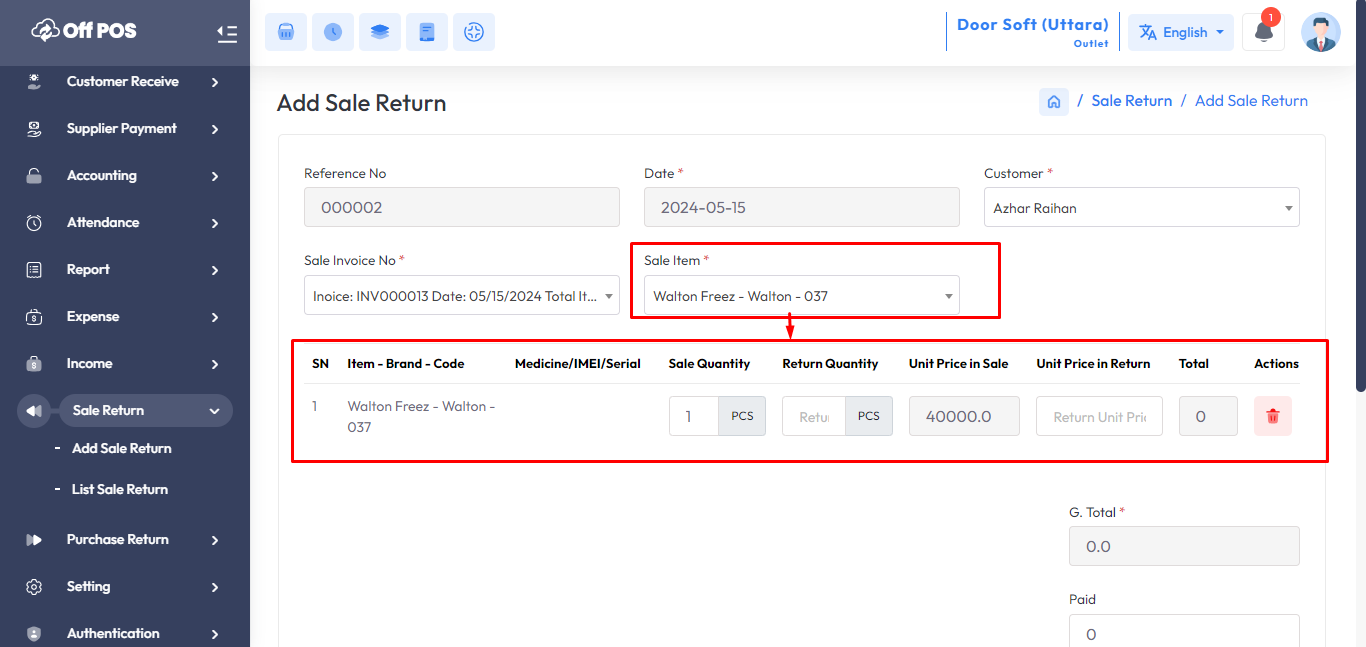 Off POS
Door Soft (Uttara)
Outlet
English
1
Customer Receive
Supplier Payment
Accounting
Attendance
Report
Expense
Income
Sale Return
- Add Sale Return
- List Sale Return
Purchase Return
Setting
Authentication
Add Sale Return
/ Sale Return / Add Sale Return
Reference No
000002
Date *
2024-05-15
Customer *
Azhar Raihan
Sale Invoice No *
Inoice: INV000013 Date: 05/15/2024 Total It...
Sale Item *
Walton Freez - Walton - 037
SN Item - Brand - Code Medicine/IMEI/Serial Sale Quantity Return Quantity Unit Price in Sale Unit Price in Return Total Actions
1 Walton Freez - Walton - 1 PCS Retur PCS 40000.0 Return Unit Pric 0
037
G. Total *
0.0
Paid
0